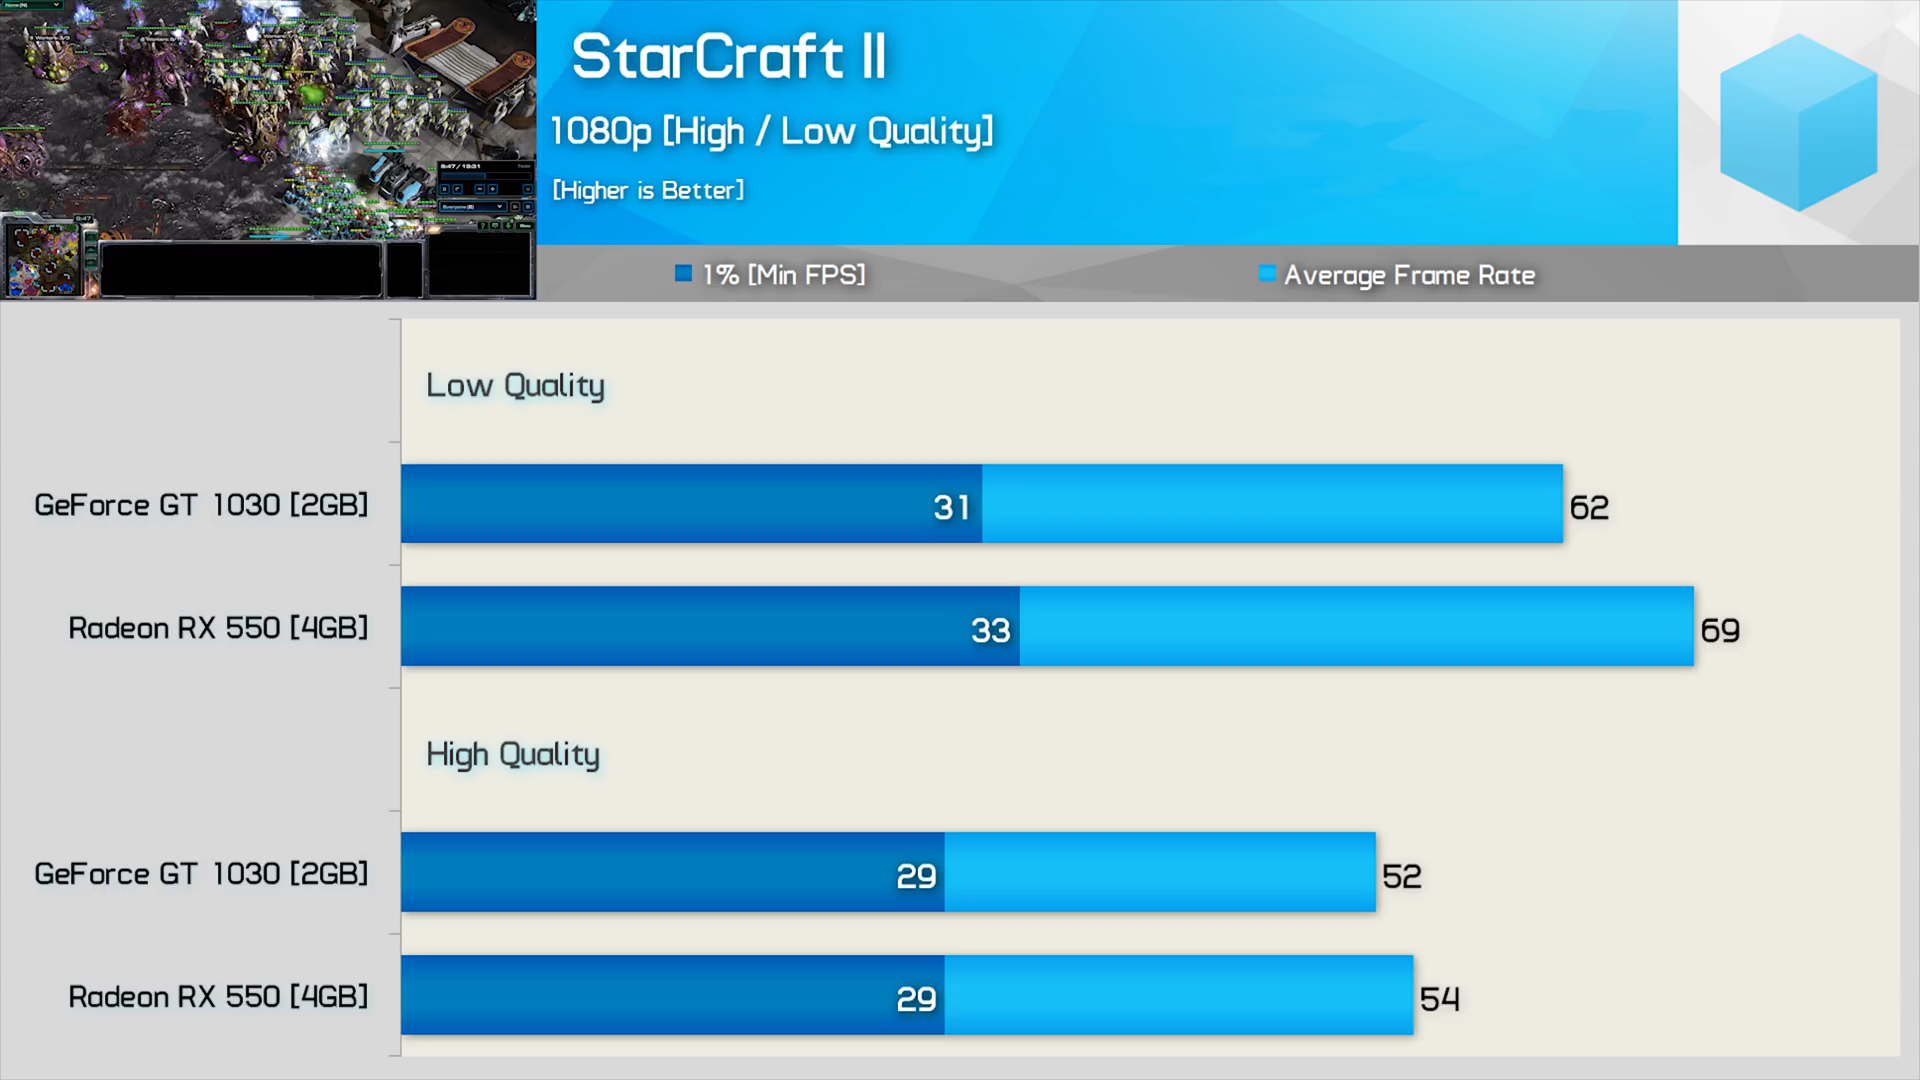 StarCraft II
1080p [High / Low Quality]
[Higher is Better]
1% [Min FPS]
Average Frame Rate
Low Quality
GeForce GT 1030 [2GB]
31
62
Radeon RX 550 [4GB]
33
69
High Quality
GeForce GT 1030 [2GB]
29
52
Radeon RX 550 [4GB]
29
54